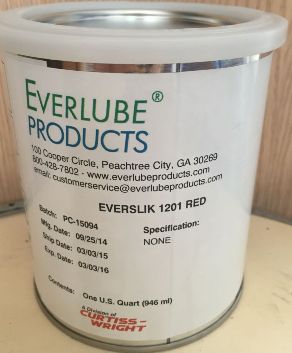 EVERLUBE®
PRODUCTS
100 Cooper Circle, Peachtree City, GA 30269
800-428-7802 - www.everlubeproducts.com
email: customerservice@everlubeproducts.com
EVERSLIK 1201 RED
Batch: PC-15094
Specification:
Mfg. Date: 09/25/14
NONE
Ship Date: 03/03/15
Exp. Date: 03/03/16
Contents: One U.S. Quart (946 ml)
A Division of
CURTISS-
WRIGHT